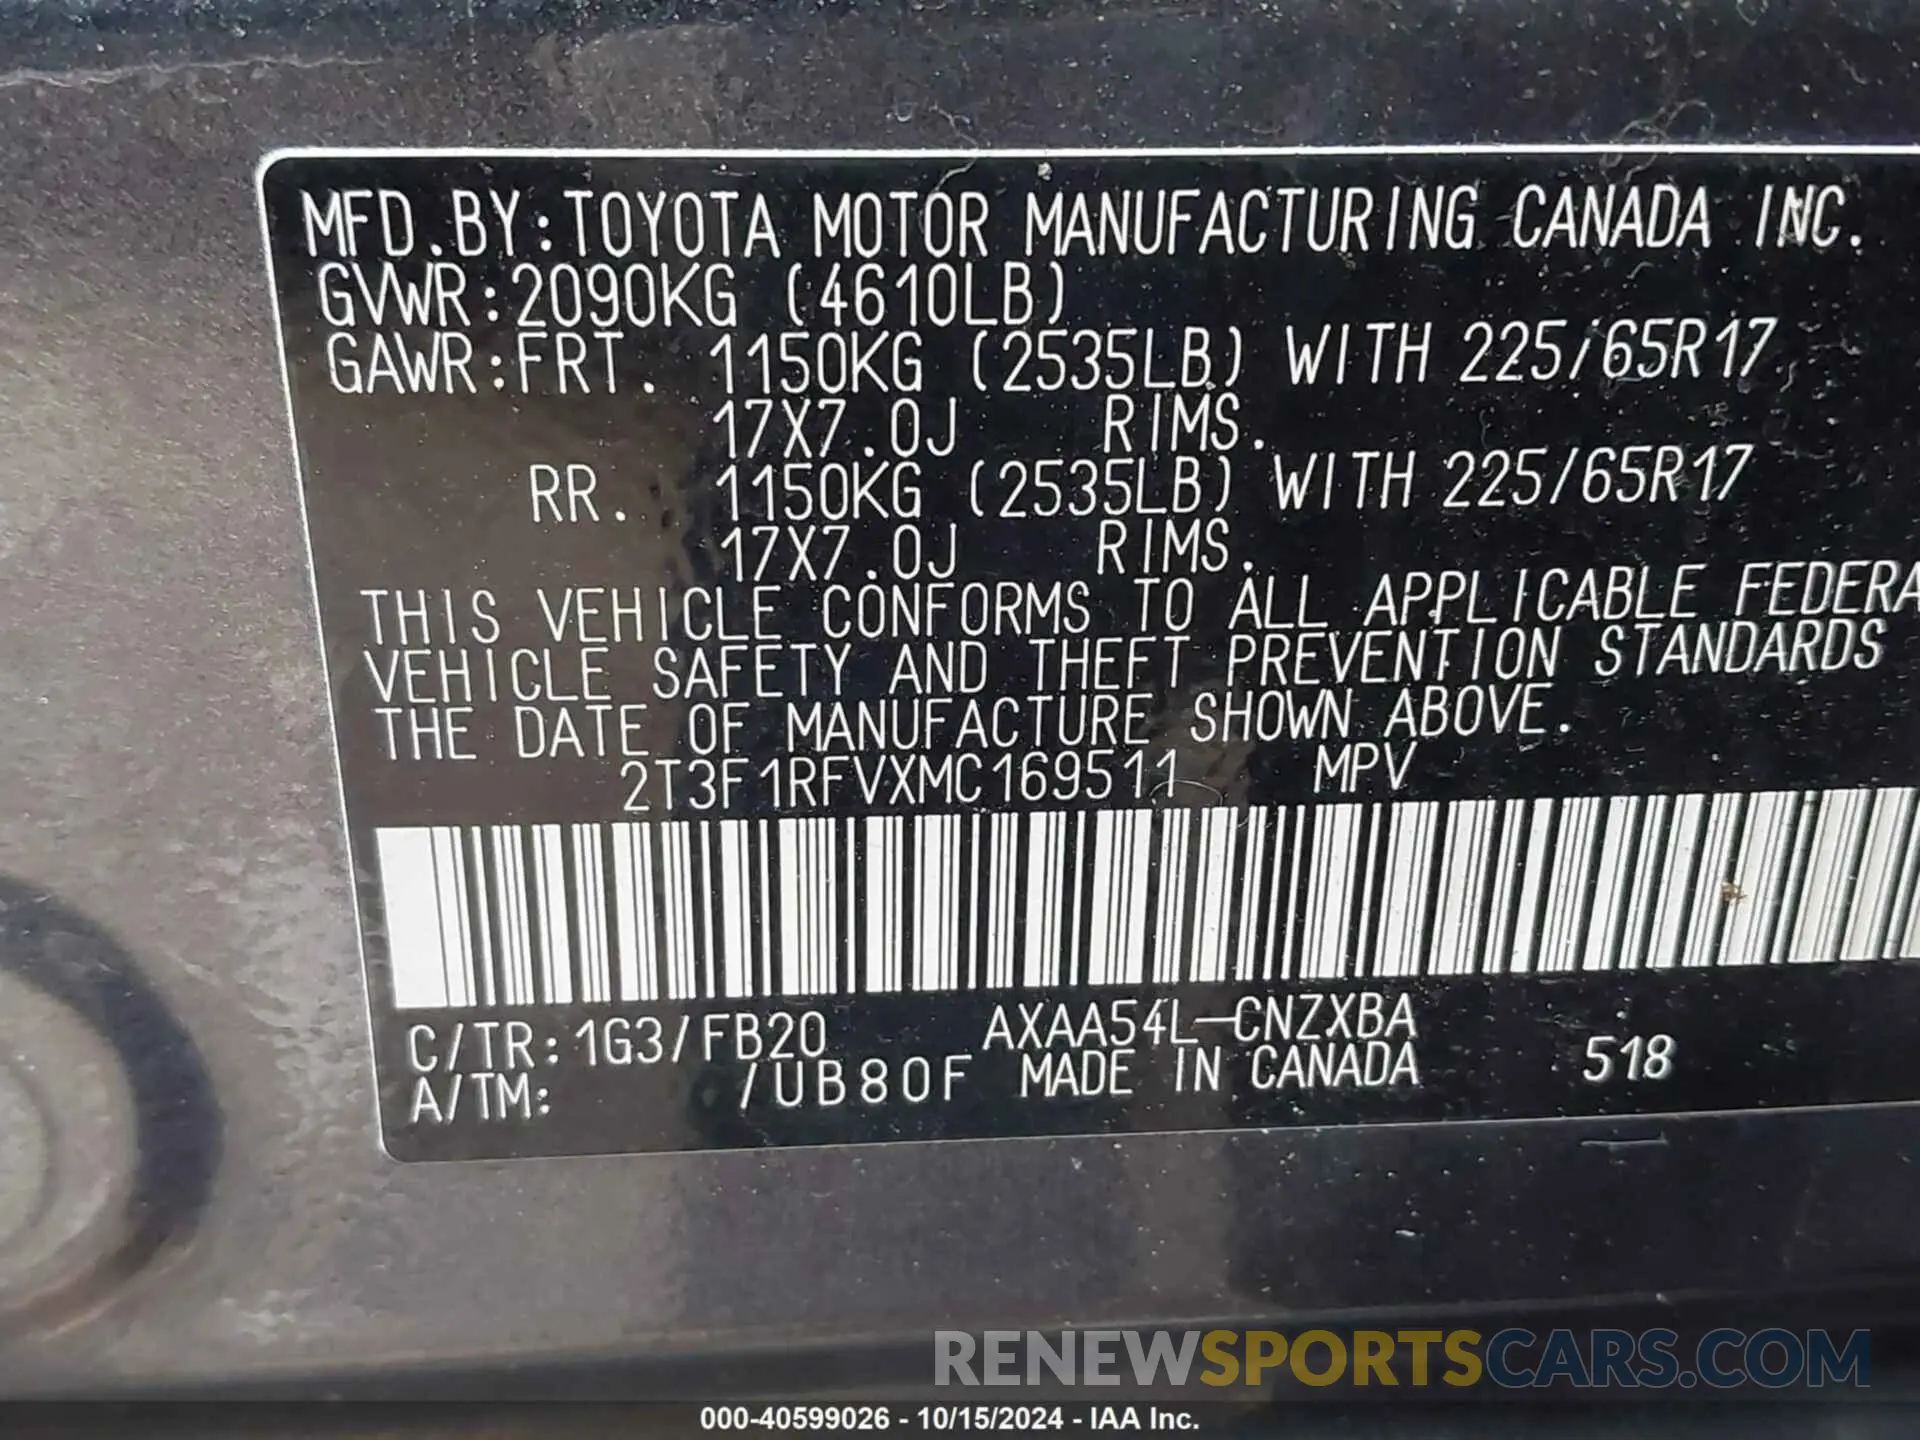 MFD.BY:TOYOTA MOTOR MANUFACTURING CANADA INC.
GVWR:2090KG (4610LB)
GAWR:FRT. 1150KG (2535LB) WITH 225/65R17
17X7.0J RIMS.
RR. 1150KG (2535LB) WITH 225/65R17
17X7.0J RIMS.
THIS VEHICLE CONFORMS TO ALL APPLICABLE FEDERA
VEHICLE SAFETY AND THEFT PREVENTION STANDARDS
THE DATE OF MANUFACTURE SHOWN ABOVE.
2T3F1RFVXMC169511 MPV
C/TR:1G3/FB20 AXAA54L-CNZXBA
A/TM: /UB80F MADE IN CANADA 518
RENEWSPORTSCARS.COM
000-40599026 - 10/15/2024 - IAA Inc.